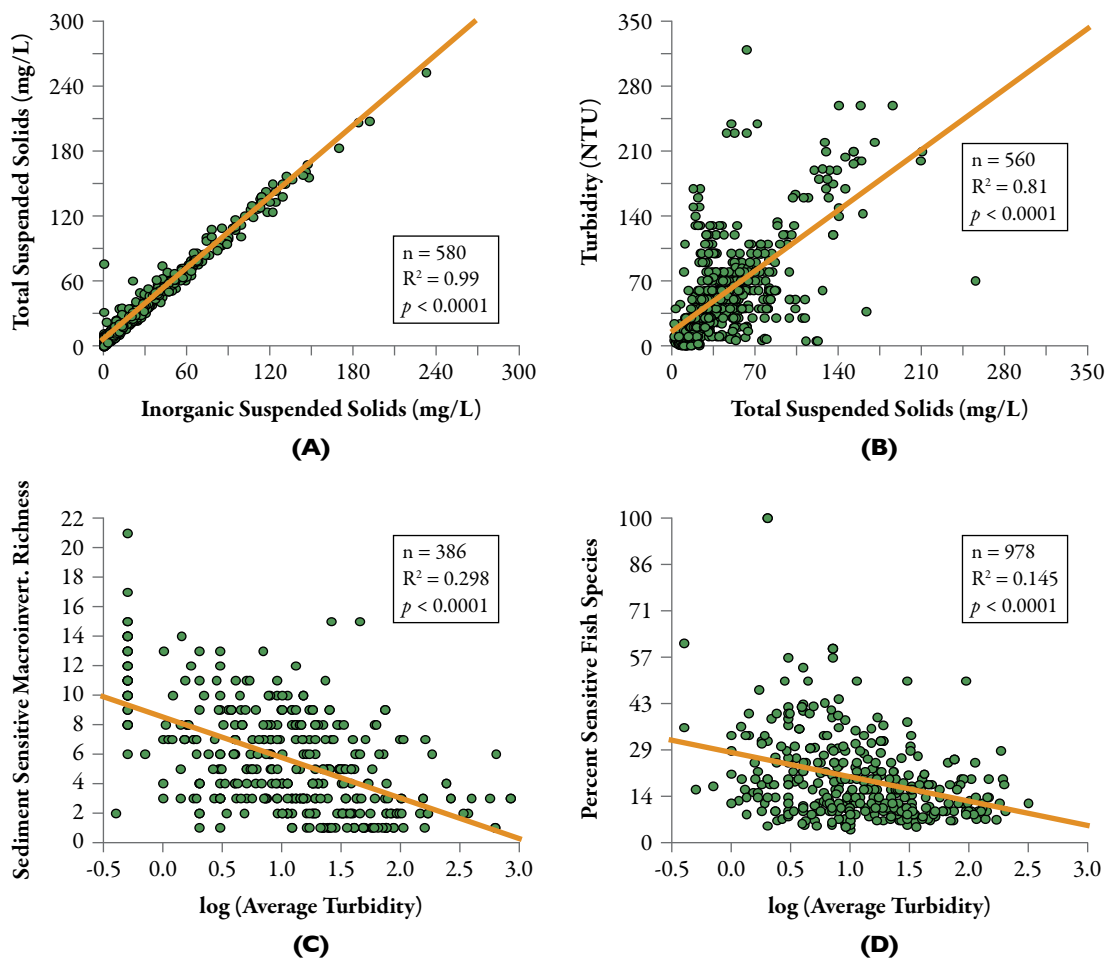 Total Suspended Solids (mg/L)
300
240
180
120
60
0
n = 580
R² = 0.99
p < 0.0001
0 60 120 180 240 300
Inorganic Suspended Solids (mg/L)
(A)
Turbidity (NTU)
350
280
210
140
70
0
n = 560
R² = 0.81
p < 0.0001
0 70 140 210 280 350
Total Suspended Solids (mg/L)
(B)
Sediment Sensitive Macroinvert. Richness
22
20
18
16
14
12
10
8
6
4
2
0
n = 386
R² = 0.298
p < 0.0001
-0.5 0.0 0.5 1.0 1.5 2.0 2.5 3.0
log (Average Turbidity)
(C)
Percent Sensitive Fish Species
100
86
71
57
43
29
14
0
n = 978
R² = 0.145
p < 0.0001
-0.5 0.0 0.5 1.0 1.5 2.0 2.5 3.0
log (Average Turbidity)
(D)